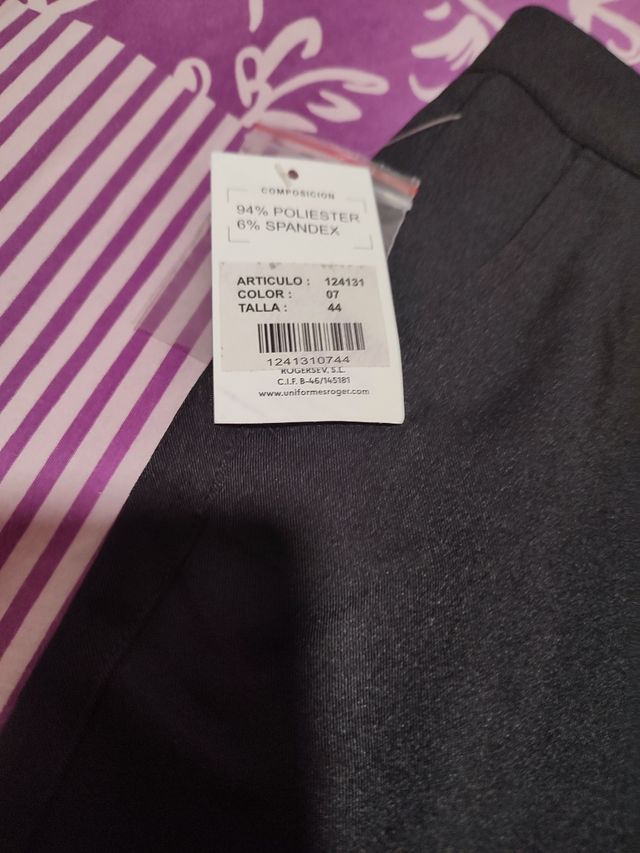 COMPOSICION
94% POLIESTER
6% SPANDEX
ARTICULO : 124131
COLOR : 07
TALLA : 44
1241310744
ROGERSEV, S.L.
C.I.F. B-46/145181
www.uniformesroger.com